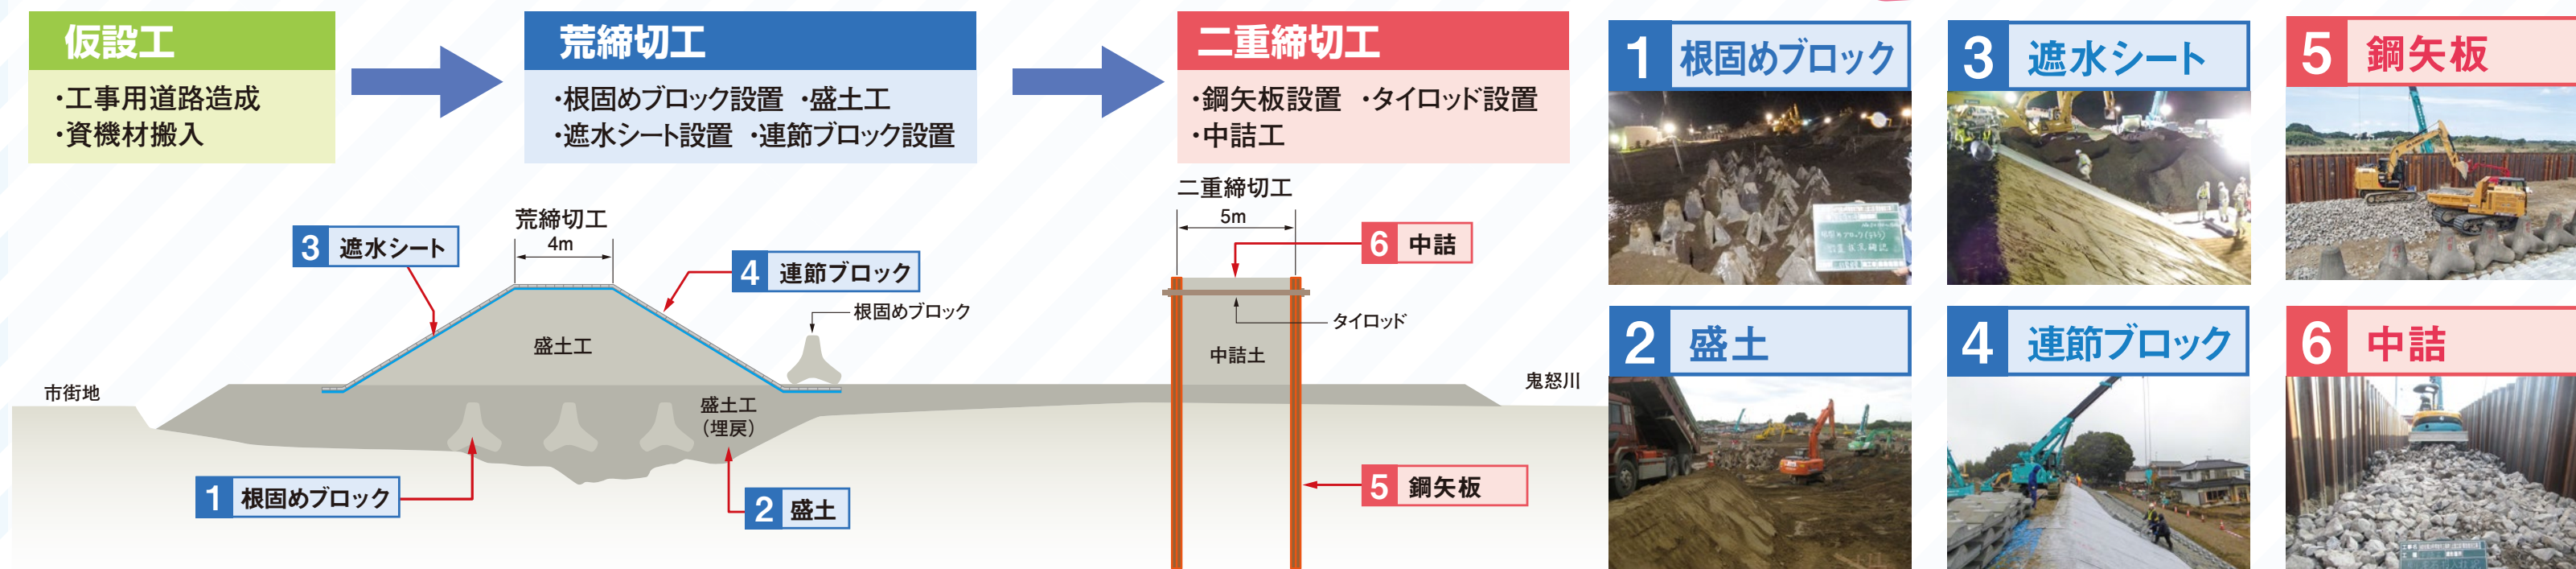 仮設工
・工事用道路造成
・資機材搬入
荒締切工
・根固めブロック設置 ・盛土工
・遮水シート設置 ・連節ブロック設置
二重締切工
・鋼矢板設置 ・タイロッド設置
・中詰工
荒締切工
4m
3 遮水シート
4 連節ブロック
根固めブロック
盛土工
市街地
盛土工
(埋戻)
1 根固めブロック
2 盛土
二重締切工
5m
6 中詰
タイロッド
中詰土
鬼怒川
5 鋼矢板
1 根固めブロック
2 盛土
3 遮水シート
4 連節ブロック
5 鋼矢板
6 中詰